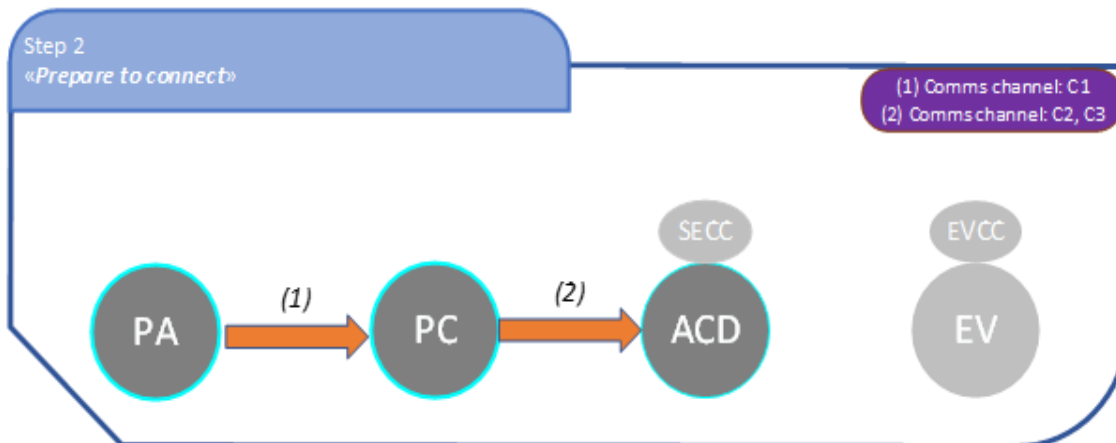 Step 2
«Prepare to connect»
(1) Comms channel: C1
(2) Comms channel: C2, C3
SECC
EVCC
(1)
(2)
PA
PC
ACD
EV